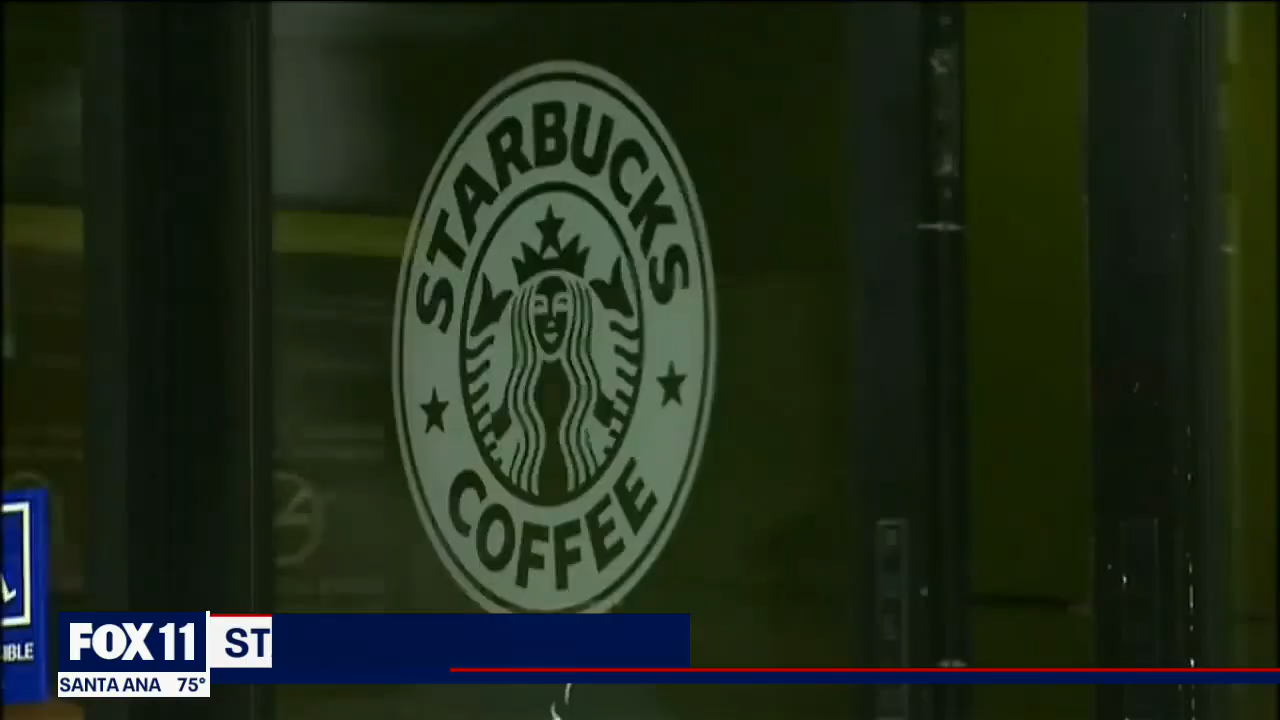 STARBUCKS
COFFEE
IBLE
FOX 11
ST
SANTA ANA 75°